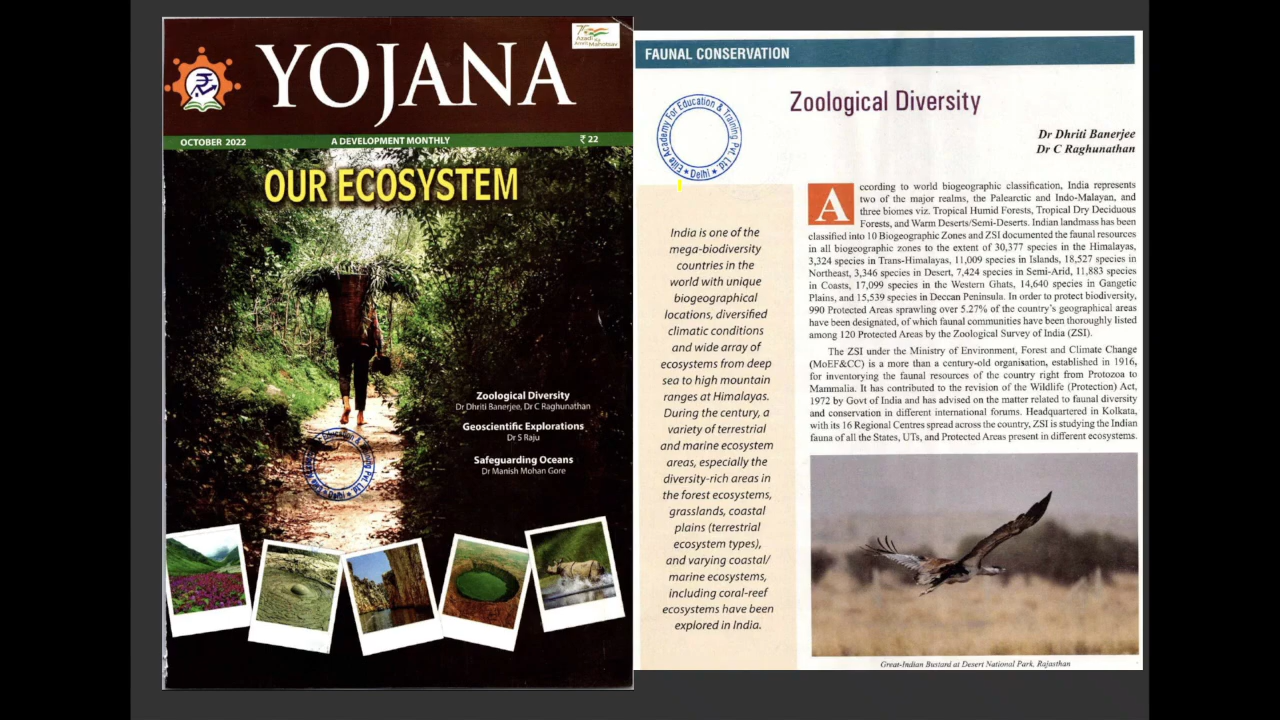 75
Azadi Ka
Amrit Mahotsav
YOJANA
OCTOBER 2022
A DEVELOPMENT MONTHLY
₹ 22
OUR ECOSYSTEM
Zoological Diversity
Dr Dhriti Banerjee, Dr C Raghunathan
Geoscientific Explorations
Dr S Raju
Safeguarding Oceans
Dr Manish Mohan Gore
FAUNAL CONSERVATION
Elite Academy For Education & Training Pvt. Ltd.
★ Delhi ★
Zoological Diversity
Dr Dhriti Banerjee
Dr C Raghunathan
India is one of the
mega-biodiversity
countries in the
world with unique
biogeographical
locations, diversified
climatic conditions
and wide array of
ecosystems from deep
sea to high mountain
ranges at Himalayas.
During the century, a
variety of terrestrial
and marine ecosystem
areas, especially the
diversity-rich areas in
the forest ecosystems,
grasslands, coastal
plains (terrestrial
ecosystem types),
and varying coastal/
marine ecosystems,
including coral-reef
ecosystems have been
explored in India.
According to world biogeographic classification, India represents
two of the major realms, the Palearctic and Indo-Malayan, and
three biomes viz. Tropical Humid Forests, Tropical Dry Deciduous
Forests, and Warm Deserts/Semi-Deserts. Indian landmass has been
classified into 10 Biogeographic Zones and ZSI documented the faunal resources
in all biogeographic zones to the extent of 30,377 species in the Himalayas,
3,324 species in Trans-Himalayas, 11,009 species in Islands, 18,527 species in
Northeast, 3,346 species in Desert, 7,424 species in Semi-Arid, 11,883 species
in Coasts, 17,099 species in the Western Ghats, 14,640 species in Gangetic
Plains, and 15,539 species in Deccan Peninsula. In order to protect biodiversity,
990 Protected Areas sprawling over 5.27% of the country's geographical areas
have been designated, of which faunal communities have been thoroughly listed
among 120 Protected Areas by the Zoological Survey of India (ZSI).
The ZSI under the Ministry of Environment, Forest and Climate Change
(MoEF&CC) is a more than a century-old organisation, established in 1916,
for inventorying the faunal resources of the country right from Protozoa to
Mammalia. It has contributed to the revision of the Wildlife (Protection) Act,
1972 by Govt of India and has advised on the matter related to faunal diversity
and conservation in different international forums. Headquartered in Kolkata,
with its 16 Regional Centres spread across the country, ZSI is studying the Indian
fauna of all the States, UTs, and Protected Areas present in different ecosystems.
Great-Indian Bustard at Desert National Park, Rajasthan